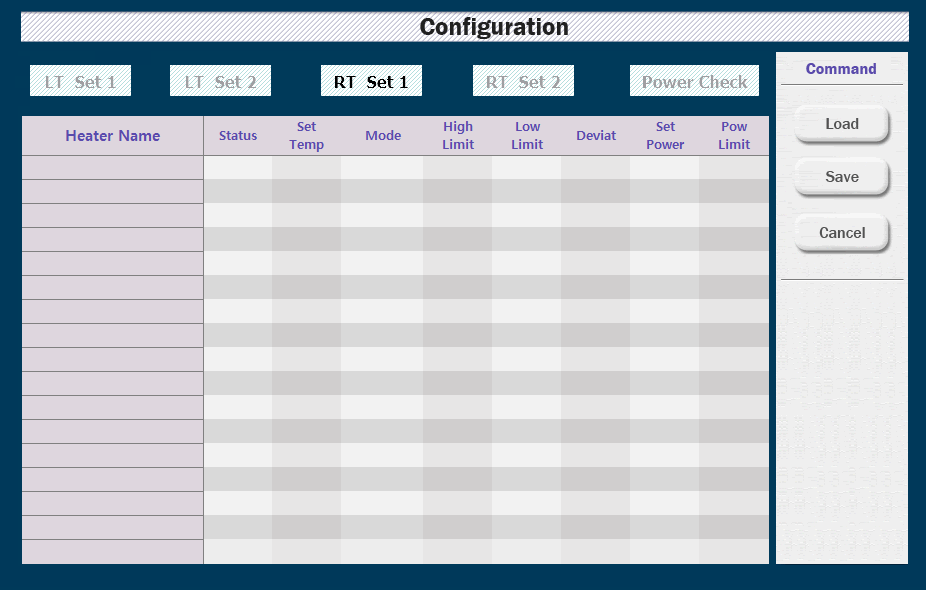 Configuration
LT Set 1
LT Set 2
RT Set 1
RT Set 2
Power Check
Command
Heater Name
Status
Set
Temp
Mode
High
Limit
Low
Limit
Deviat
Set
Power
Pow
Limit
Load
Save
Cancel